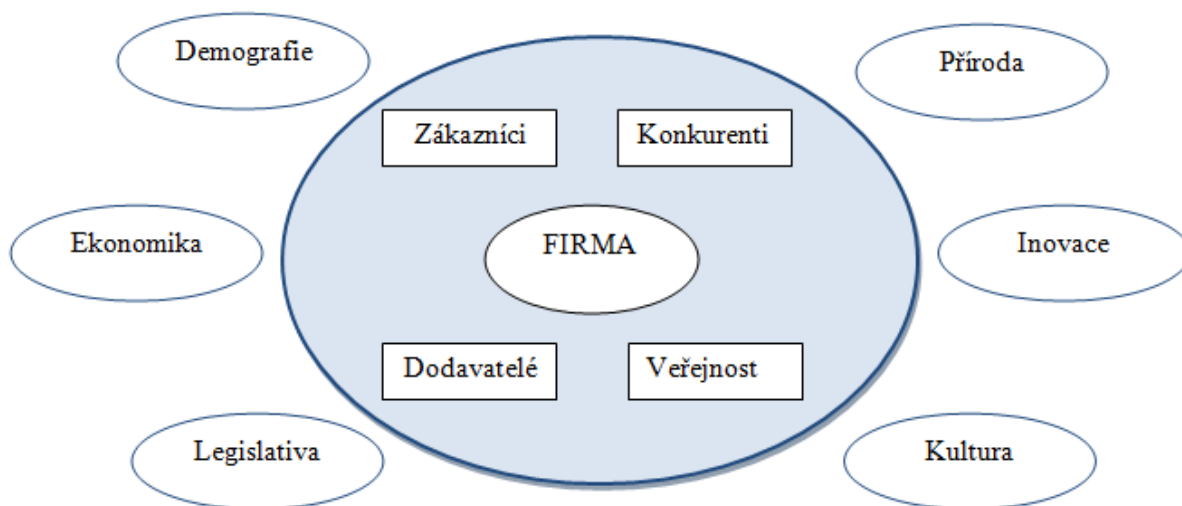 Demografie
Příroda
Zákazníci
Konkurenti
Ekonomika
FIRMA
Inovace
Dodavatelé
Veřejnost
Legislativa
Kultura